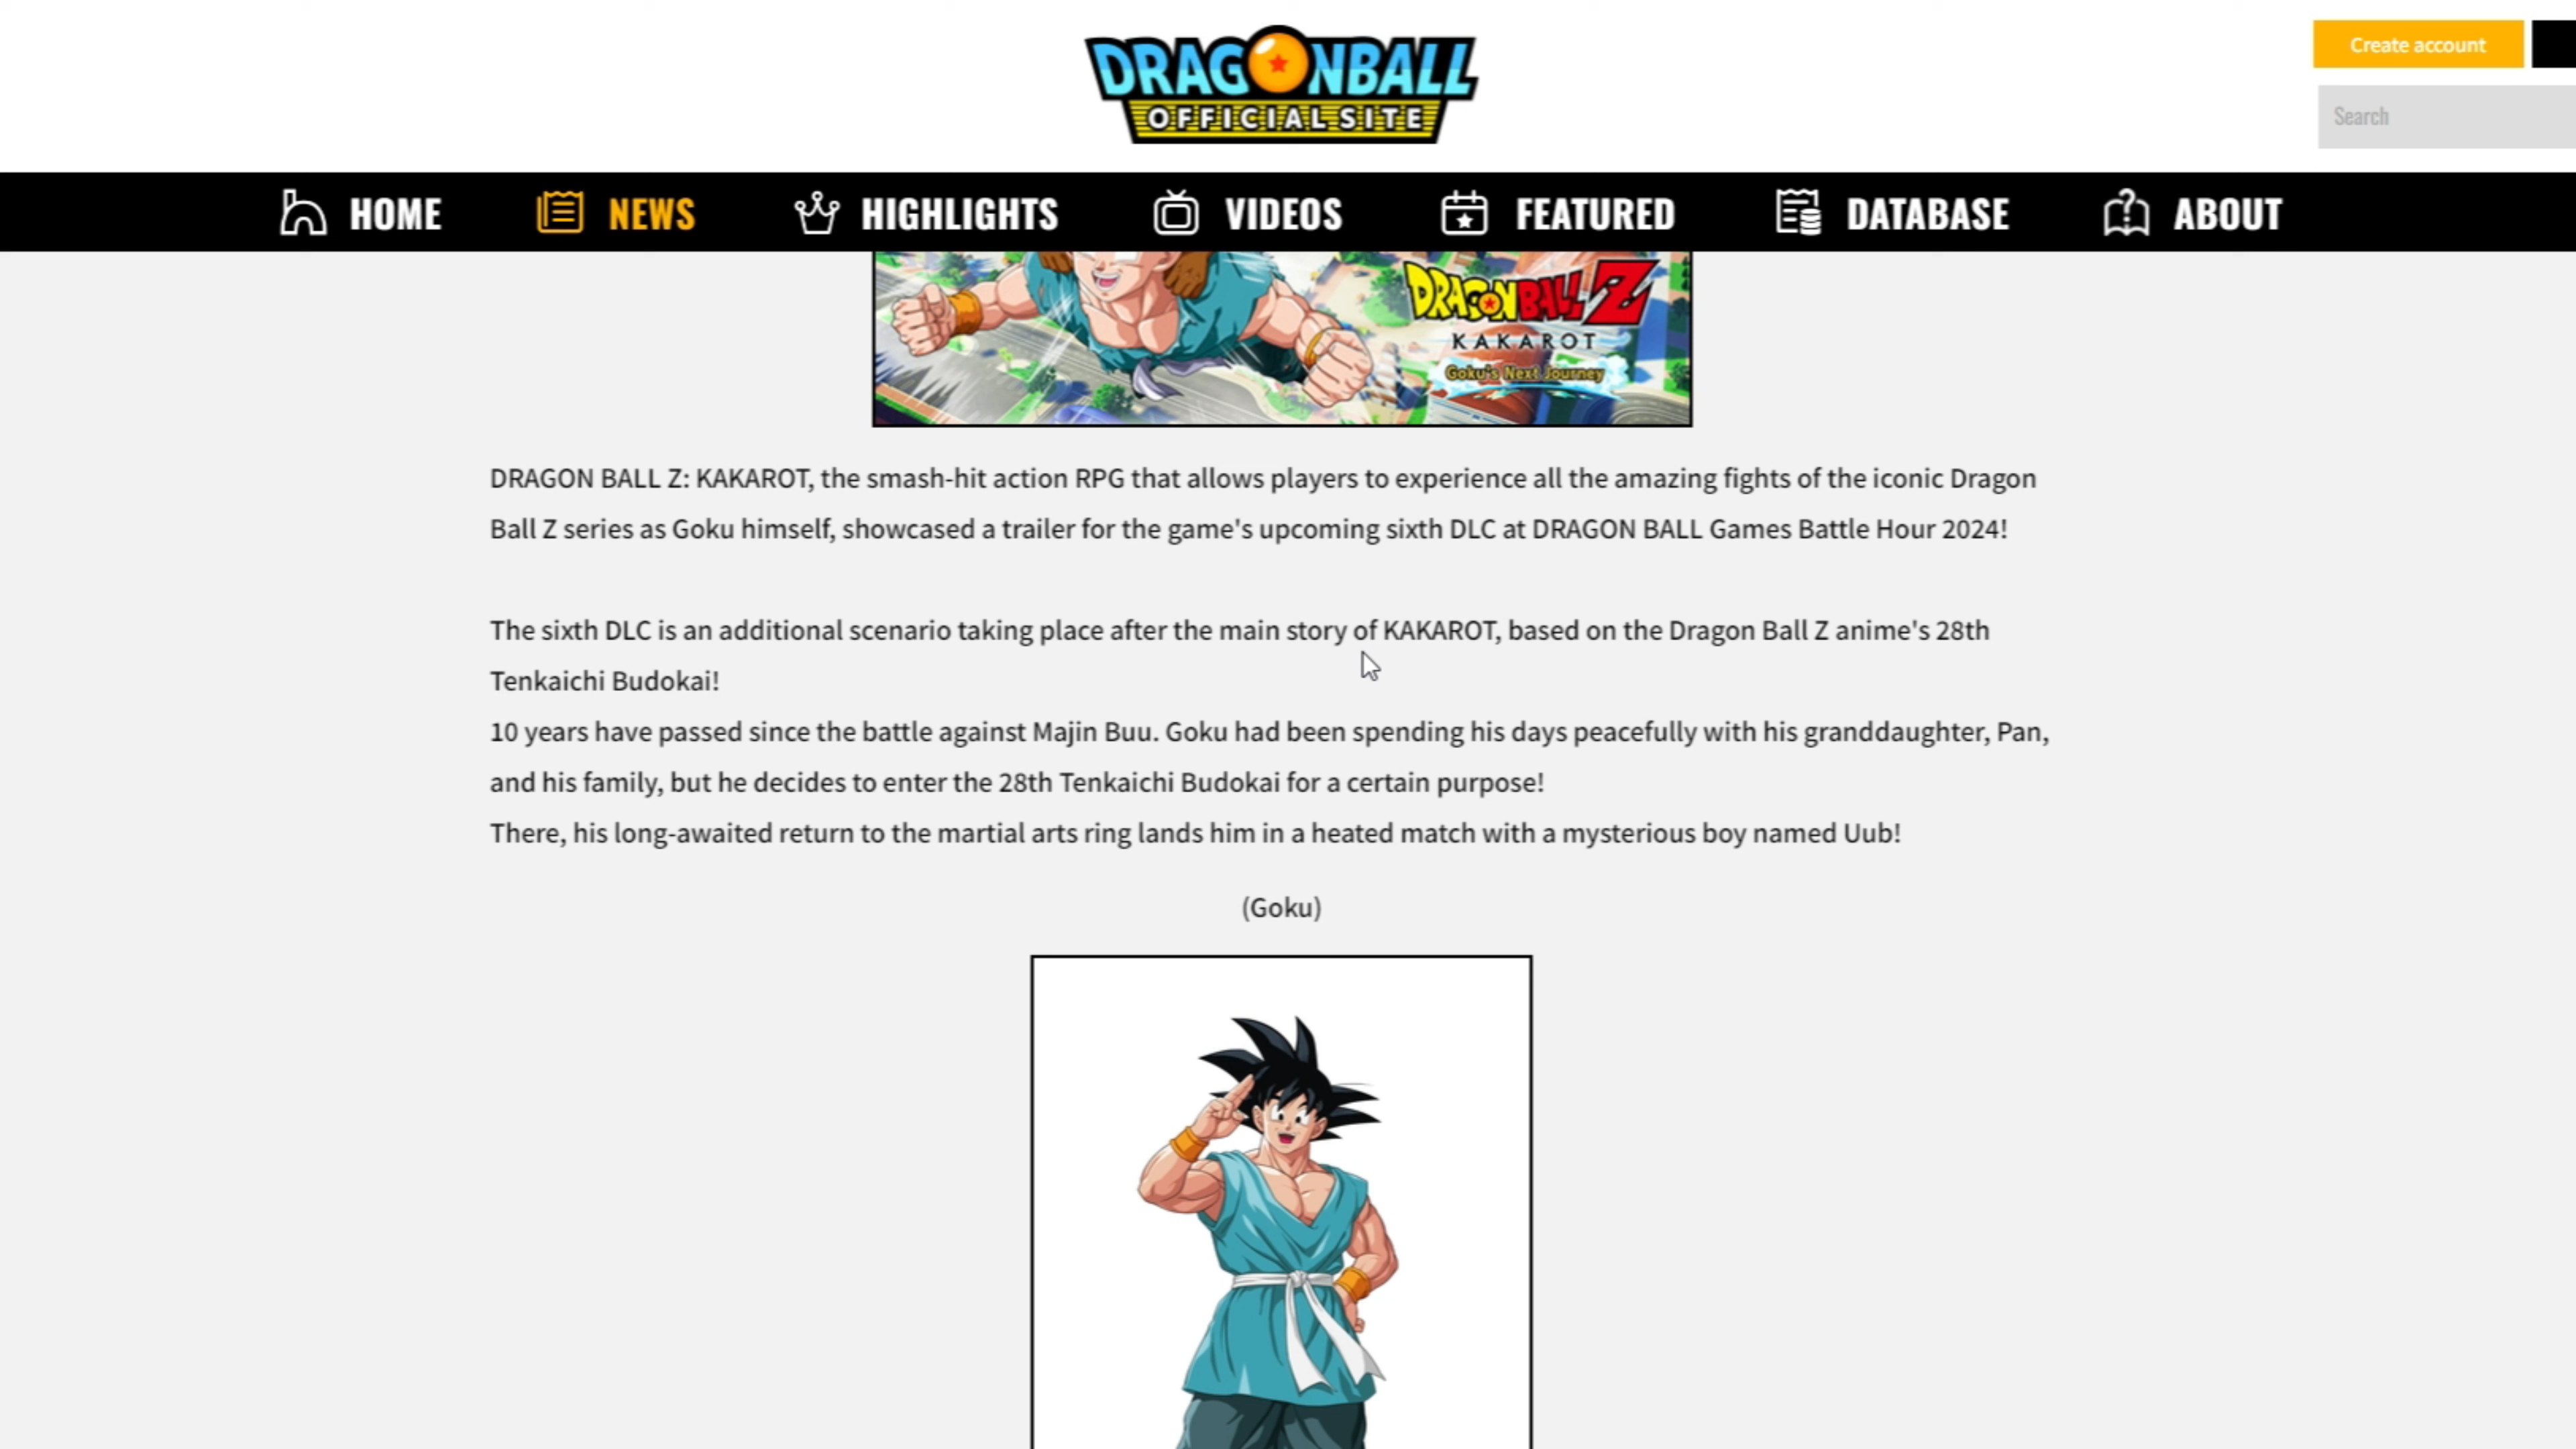 DRAGONBALL
OFFICIAL SITE
Create account
Search
HOME NEWS HIGHLIGHTS VIDEOS FEATURED DATABASE ABOUT
DRAGON BALL Z
KAKAROT
Goku's Next Journey
DRAGON BALL Z: KAKAROT, the smash-hit action RPG that allows players to experience all the amazing fights of the iconic Dragon
Ball Z series as Goku himself, showcased a trailer for the game's upcoming sixth DLC at DRAGON BALL Games Battle Hour 2024!
The sixth DLC is an additional scenario taking place after the main story of KAKAROT, based on the Dragon Ball Z anime's 28th
Tenkaichi Budokai!
10 years have passed since the battle against Majin Buu. Goku had been spending his days peacefully with his granddaughter, Pan,
and his family, but he decides to enter the 28th Tenkaichi Budokai for a certain purpose!
There, his long-awaited return to the martial arts ring lands him in a heated match with a mysterious boy named Uub!
(Goku)